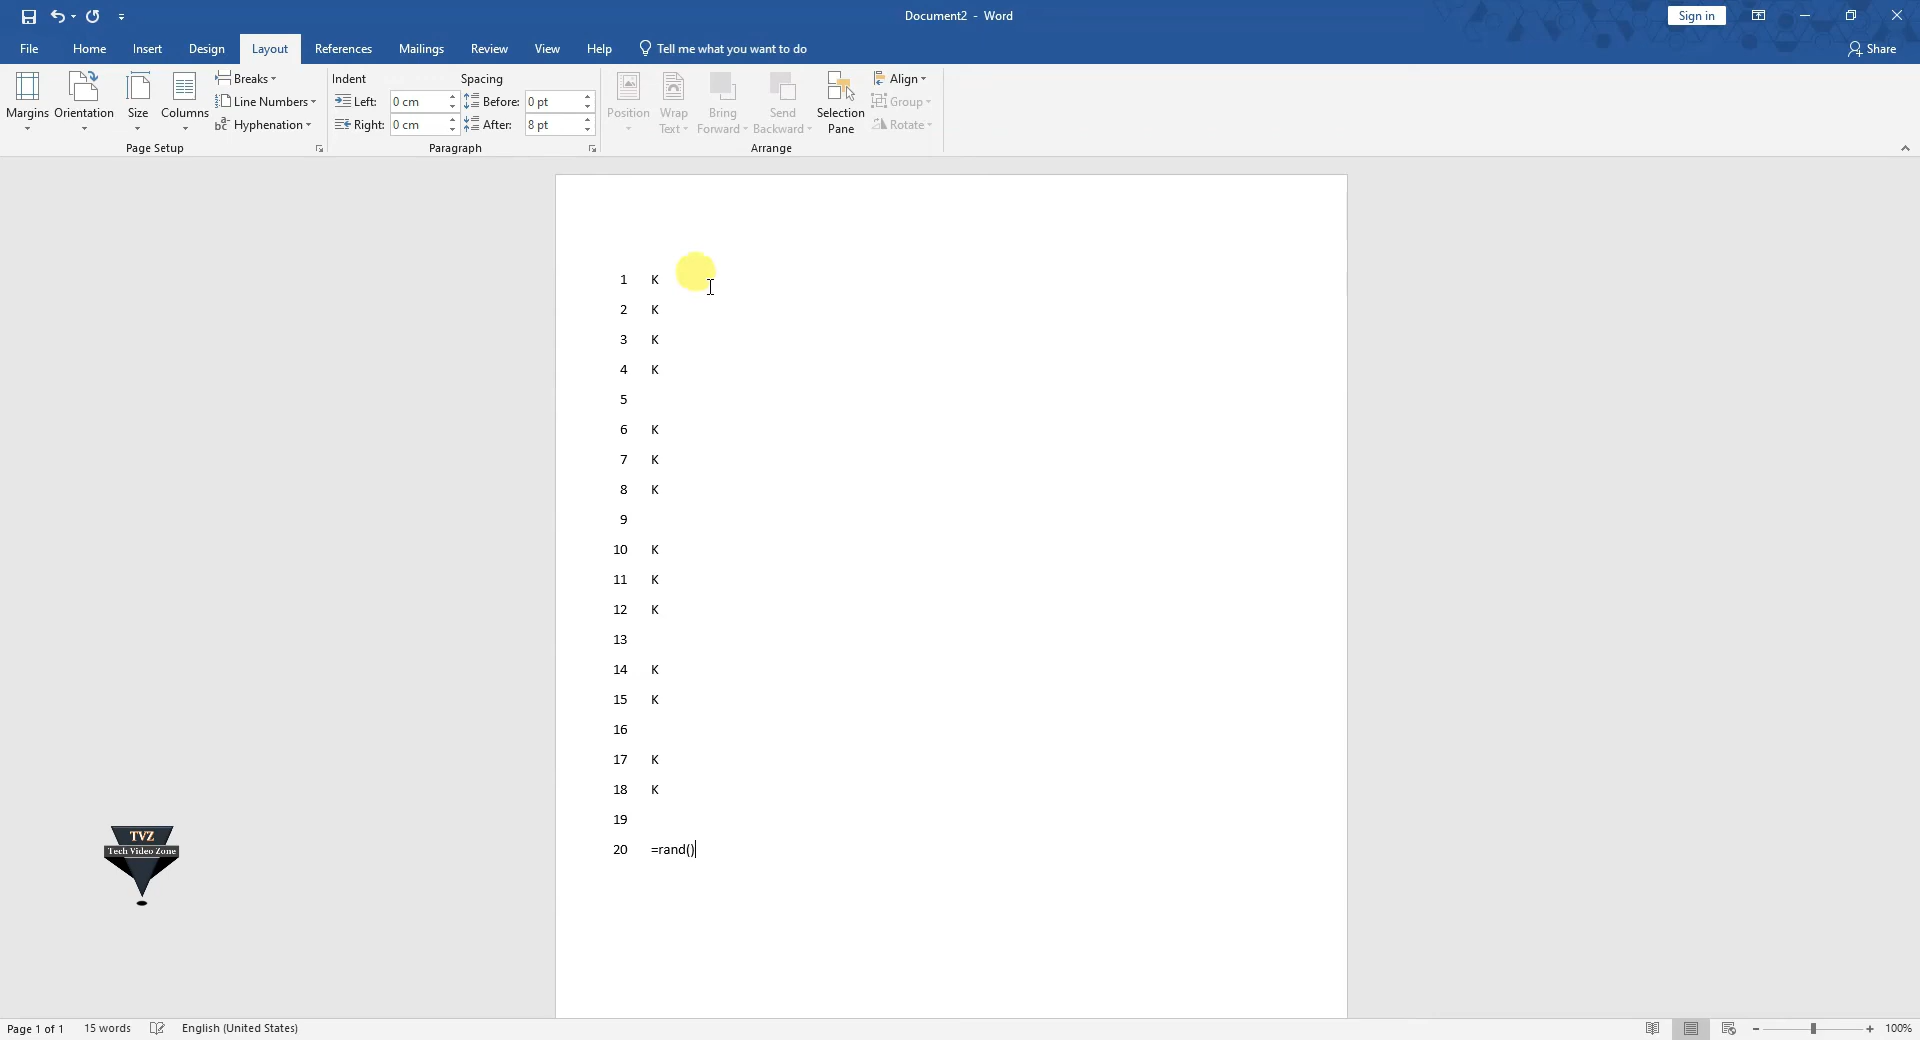 Document2 - Word
Sign in
File Home Insert Design Layout References Mailings Review View Help Tell me what you want to do Share
Margins Orientation Size Columns
Breaks
Line Numbers
Hyphenation
Page Setup
Indent Spacing
Left: 0 cm Before: 0 pt
Right: 0 cm After: 8 pt
Paragraph
Position Wrap Text Bring Forward Send Backward Selection Pane
Align
Group
Rotate
Arrange
1 K
2 K
3 K
4 K
5
6 K
7 K
8 K
9
10 K
11 K
12 K
13
14 K
15 K
16
17 K
18 K
19
20 =rand()
TVZ
Tech Video Zone
Page 1 of 1 15 words English (United States) 100%